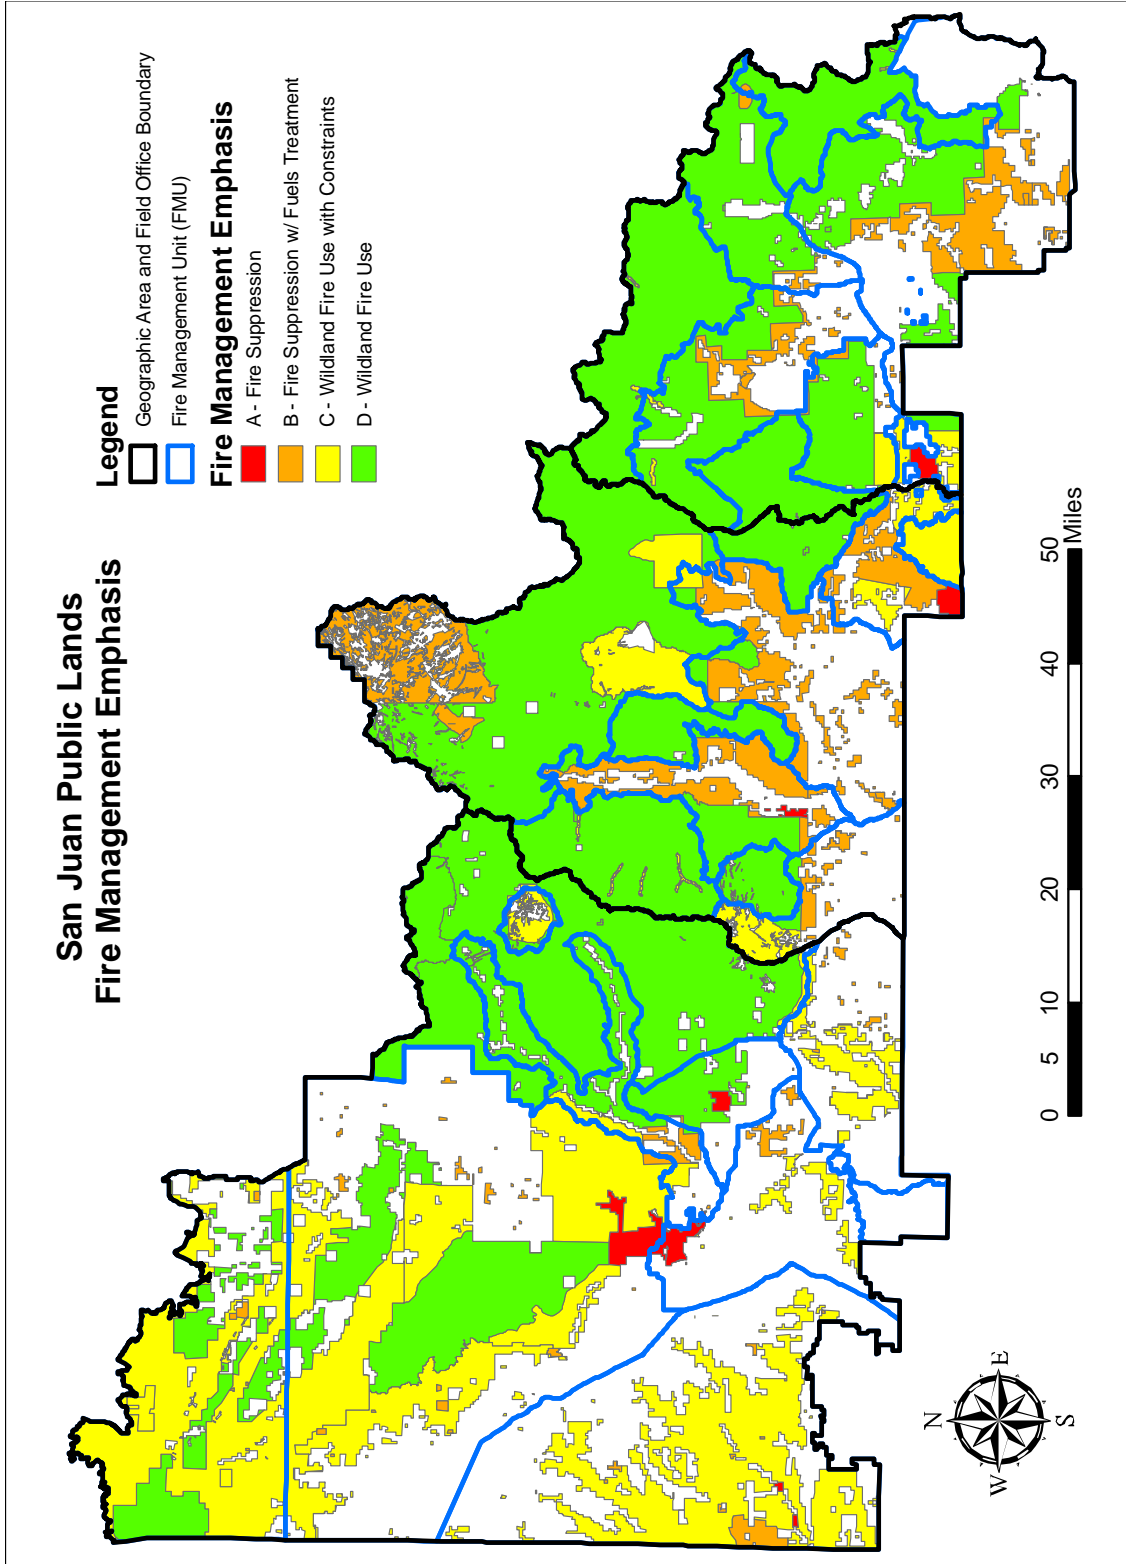 San Juan Public Lands
Fire Management Emphasis
Legend
Geographic Area and Field Office Boundary
Fire Management Unit (FMU)
Fire Management Emphasis
A - Fire Suppression
B - Fire Suppression w/ Fuels Treatment
C - Wildland Fire Use with Constraints
D - Wildland Fire Use
N
W
E
S
0 5 10 20 30 40 50
Miles